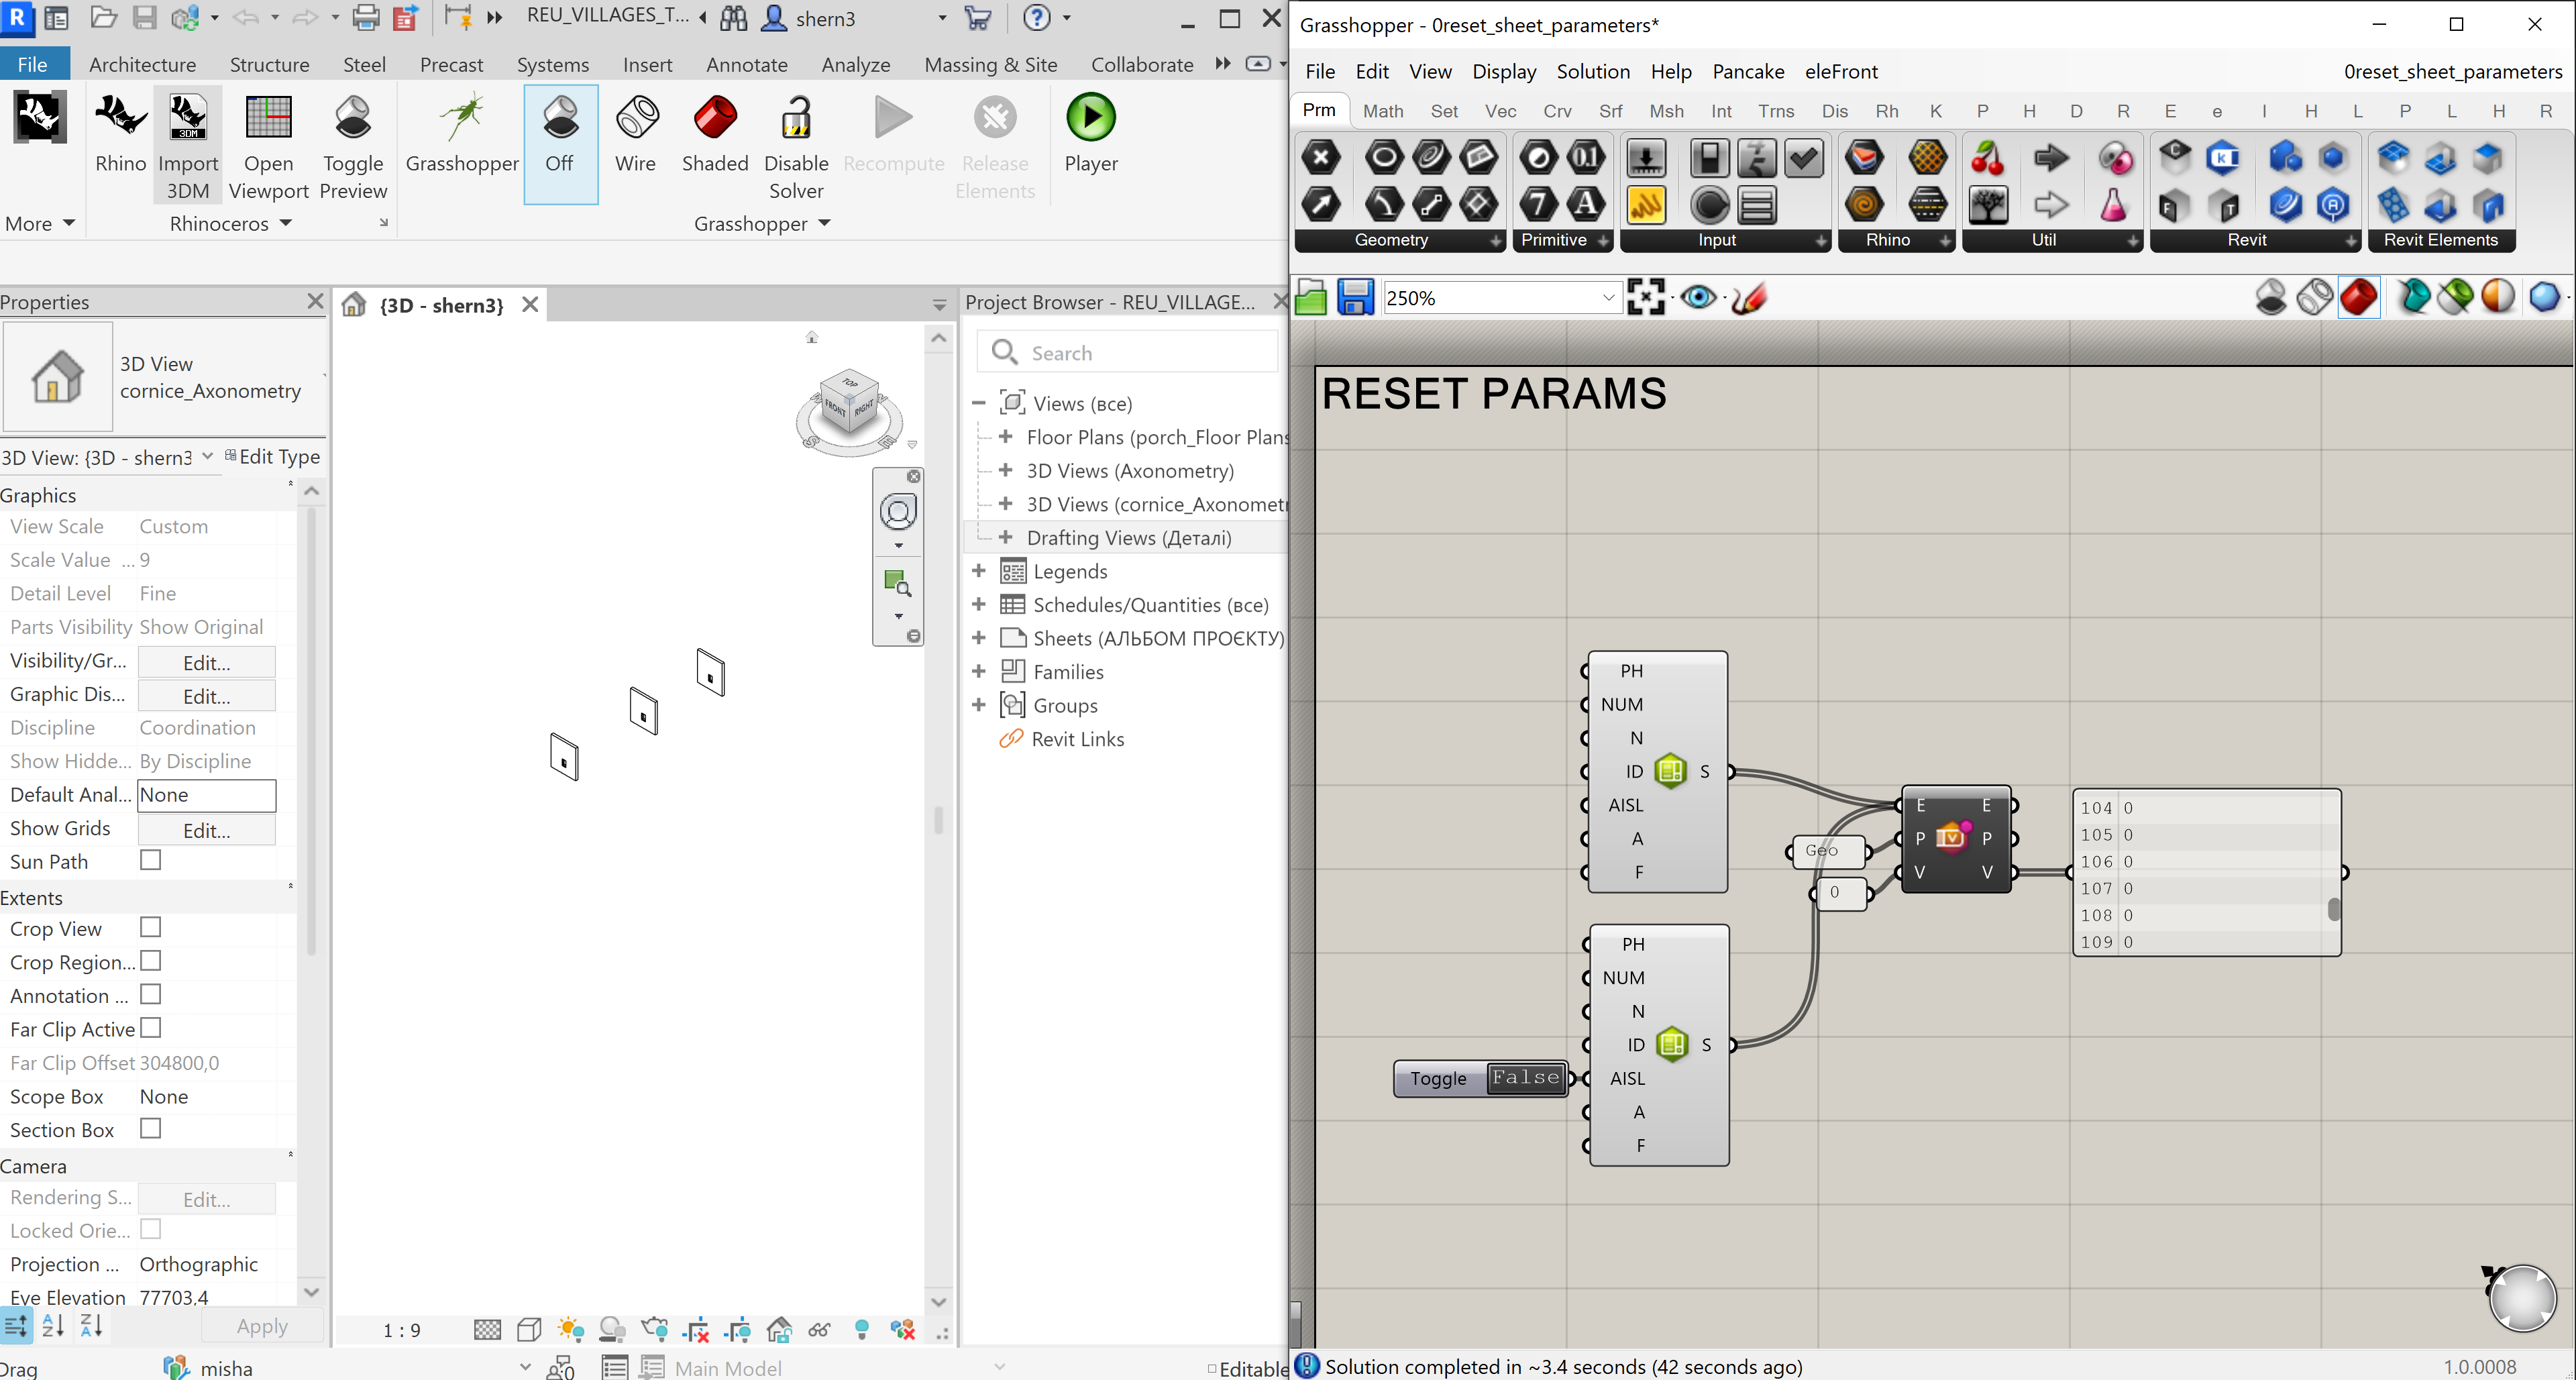 REU_VILLAGES_T...
shern3
File
Architecture
Structure
Steel
Precast
Systems
Insert
Annotate
Analyze
Massing & Site
Collaborate
Rhino
Import
3DM
Open
Viewport
Toggle
Preview
Grasshopper
Off
Wire
Shaded
Disable
Solver
Recompute
Release
Elements
Player
More
Rhinoceros
Grasshopper
Properties
3D View
cornice_Axonometry
3D View: {3D - shern3
Edit Type
Graphics
View Scale Custom
Scale Value ... 9
Detail Level Fine
Parts Visibility Show Original
Visibility/Gr... Edit...
Graphic Dis... Edit...
Discipline Coordination
Show Hidde... By Discipline
Default Anal... None
Show Grids Edit...
Sun Path
Extents
Crop View
Crop Region...
Annotation ...
Far Clip Active
Far Clip Offset 304800,0
Scope Box None
Section Box
Camera
Rendering S... Edit...
Locked Orie...
Projection ... Orthographic
Eye Elevation 77703,4
Apply
{3D - shern3}
TOP
FRONT
RIGHT
1 : 9
Project Browser - REU_VILLAGE...
Search
Views (все)
Floor Plans (porch_Floor Plans
3D Views (Axonometry)
3D Views (cornice_Axonometr
Drafting Views (Деталі)
Legends
Schedules/Quantities (все)
Sheets (АЛЬБОМ ПРОЄКТУ)
Families
Groups
Revit Links
Drag
misha
:0
Main Model
Editable
Grasshopper - 0reset_sheet_parameters*
File Edit View Display Solution Help Pancake eleFront
0reset_sheet_parameters
Prm Math Set Vec Crv Srf Msh Int Trns Dis Rh K P H D R E e I H L P L H R
Geometry
Primitive
Input
Rhino
Util
Revit
Revit Elements
250%
RESET PARAMS
PH
NUM
N
ID S
AISL
A
F
PH
NUM
N
ID S
AISL
A
F
Toggle False
Geo
0
E E
P P
V V
104 0
105 0
106 0
107 0
108 0
109 0
Solution completed in ~3.4 seconds (42 seconds ago)
1.0.0008